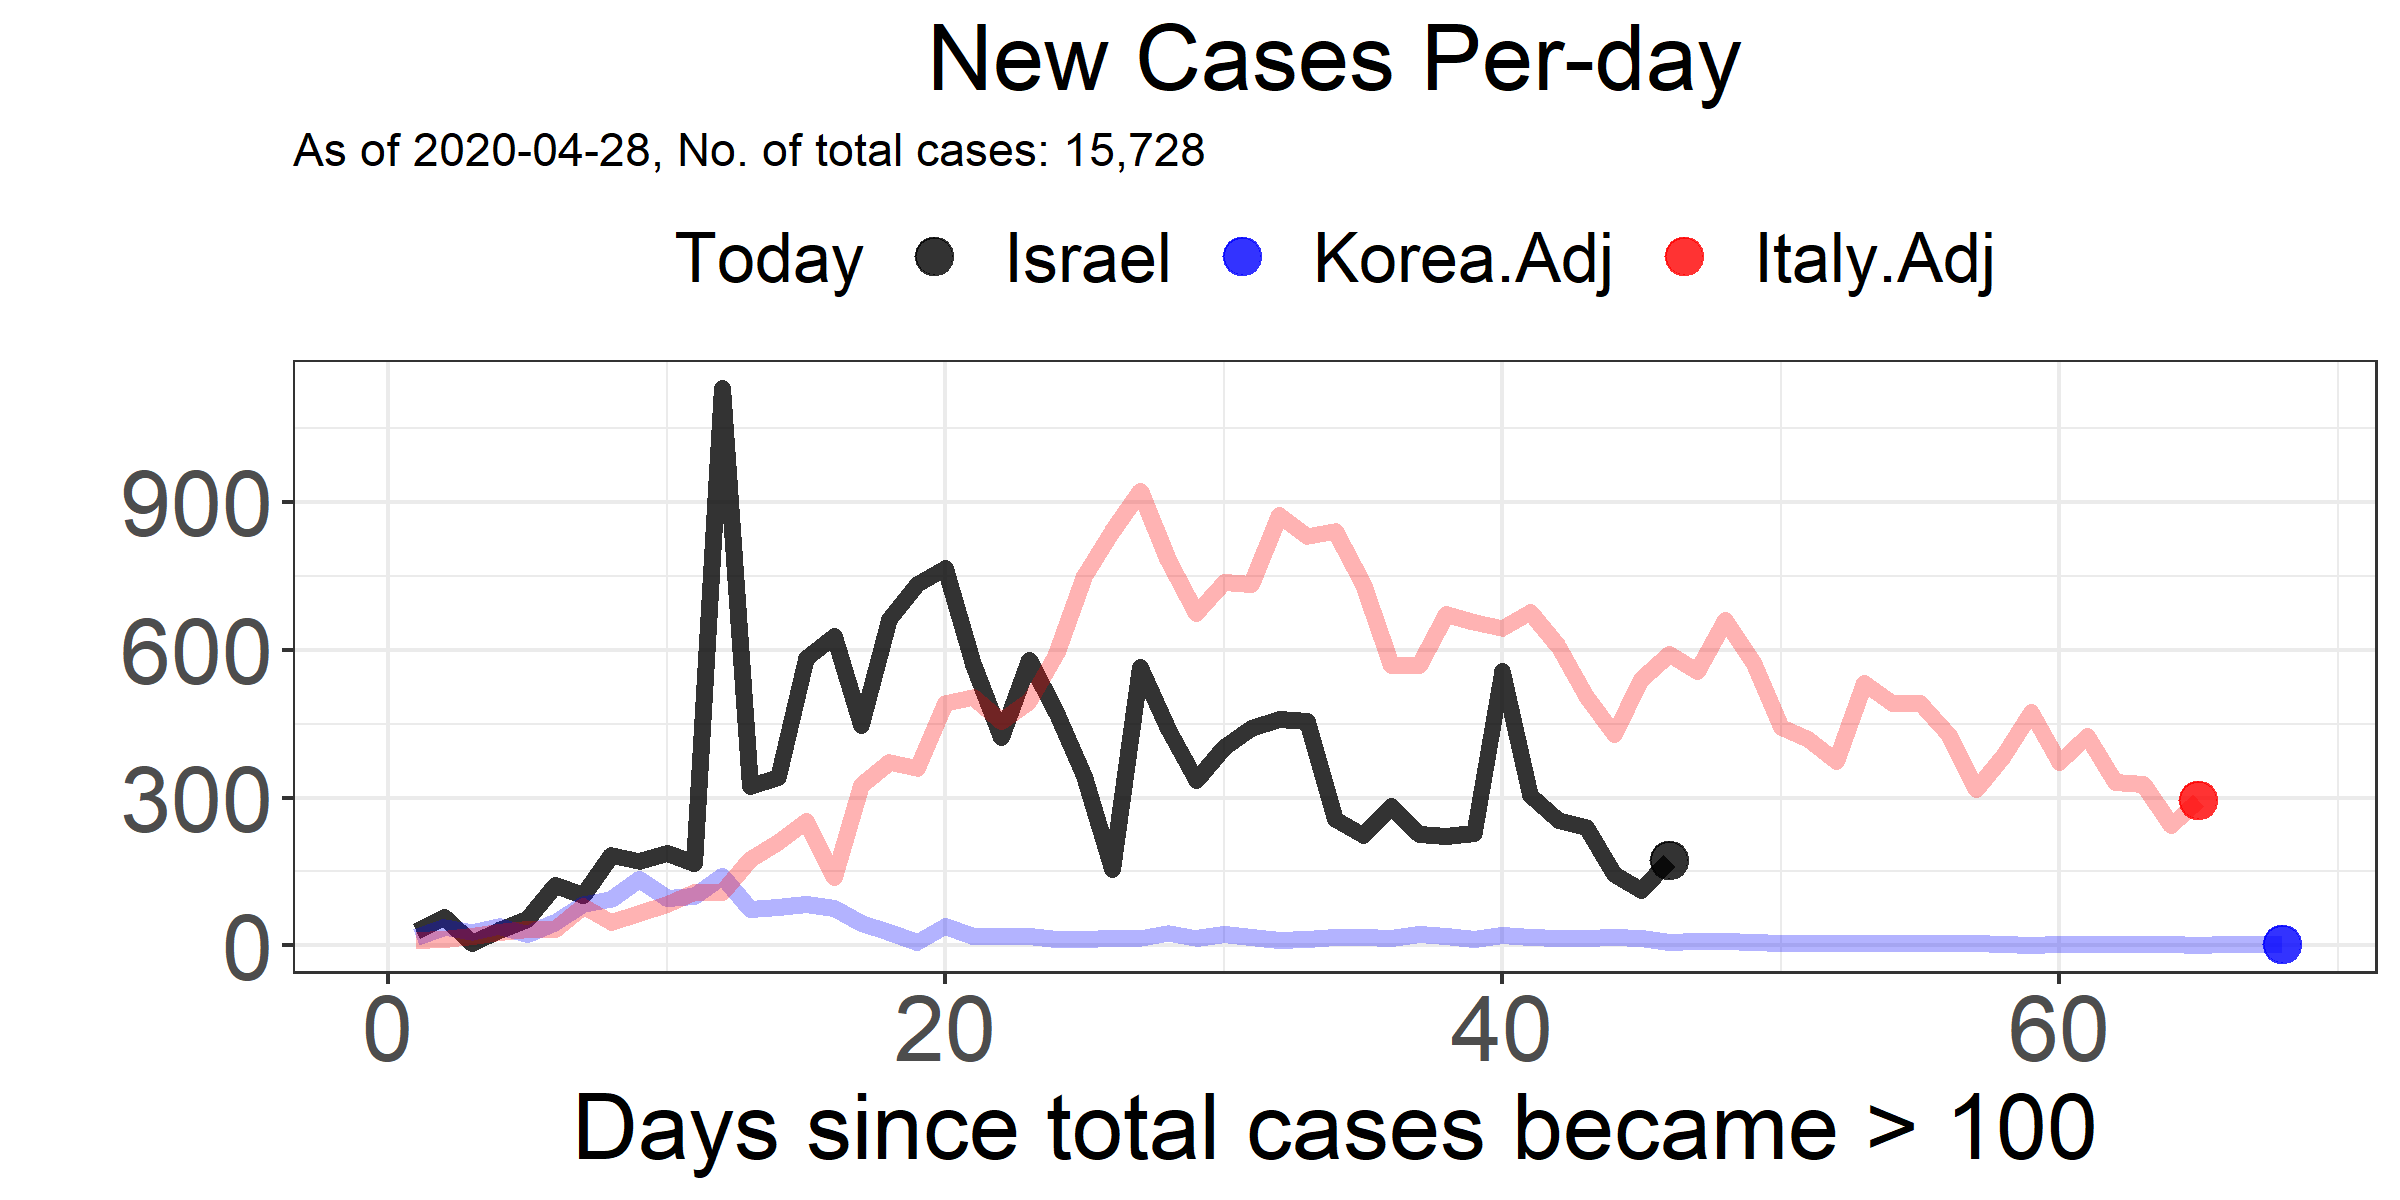 New Cases Per-day
As of 2020-04-28, No. of total cases: 15,728
Today Israel Korea.Adj Italy.Adj
900
600
300
0
0 20 40 60
Days since total cases became > 100